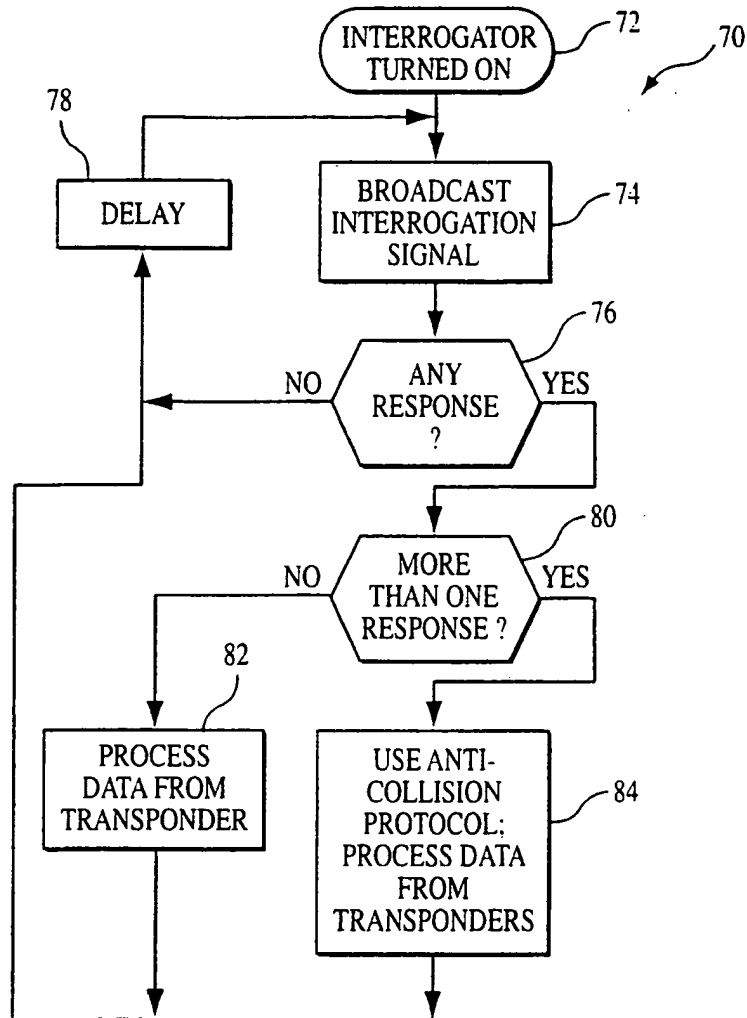 INTERROGATOR
TURNED ON
72
70
78
DELAY
BROADCAST
INTERROGATION
SIGNAL
74
76
NO
ANY
RESPONSE
?
YES
80
NO
MORE
THAN ONE
RESPONSE ?
YES
82
PROCESS
DATA FROM
TRANSPONDER
USE ANTI-
COLLISION
PROTOCOL;
PROCESS DATA
FROM
TRANSPONDERS
84